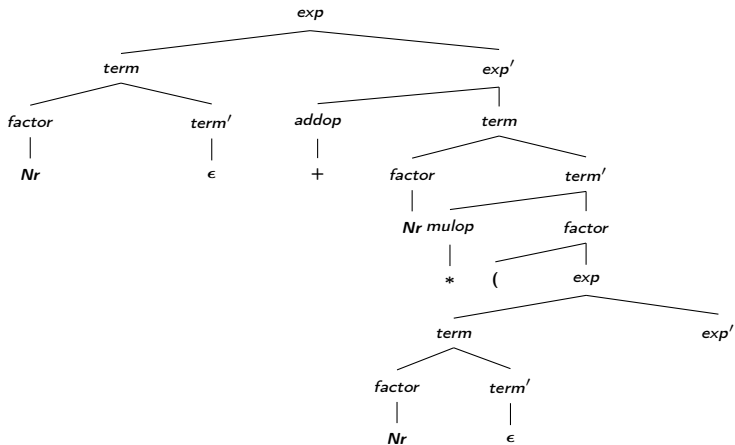 exp
term exp′
factor term′ addop term
Nr ϵ + factor term′
Nr mulop factor
* ( exp
term exp′
factor term′
Nr ϵ